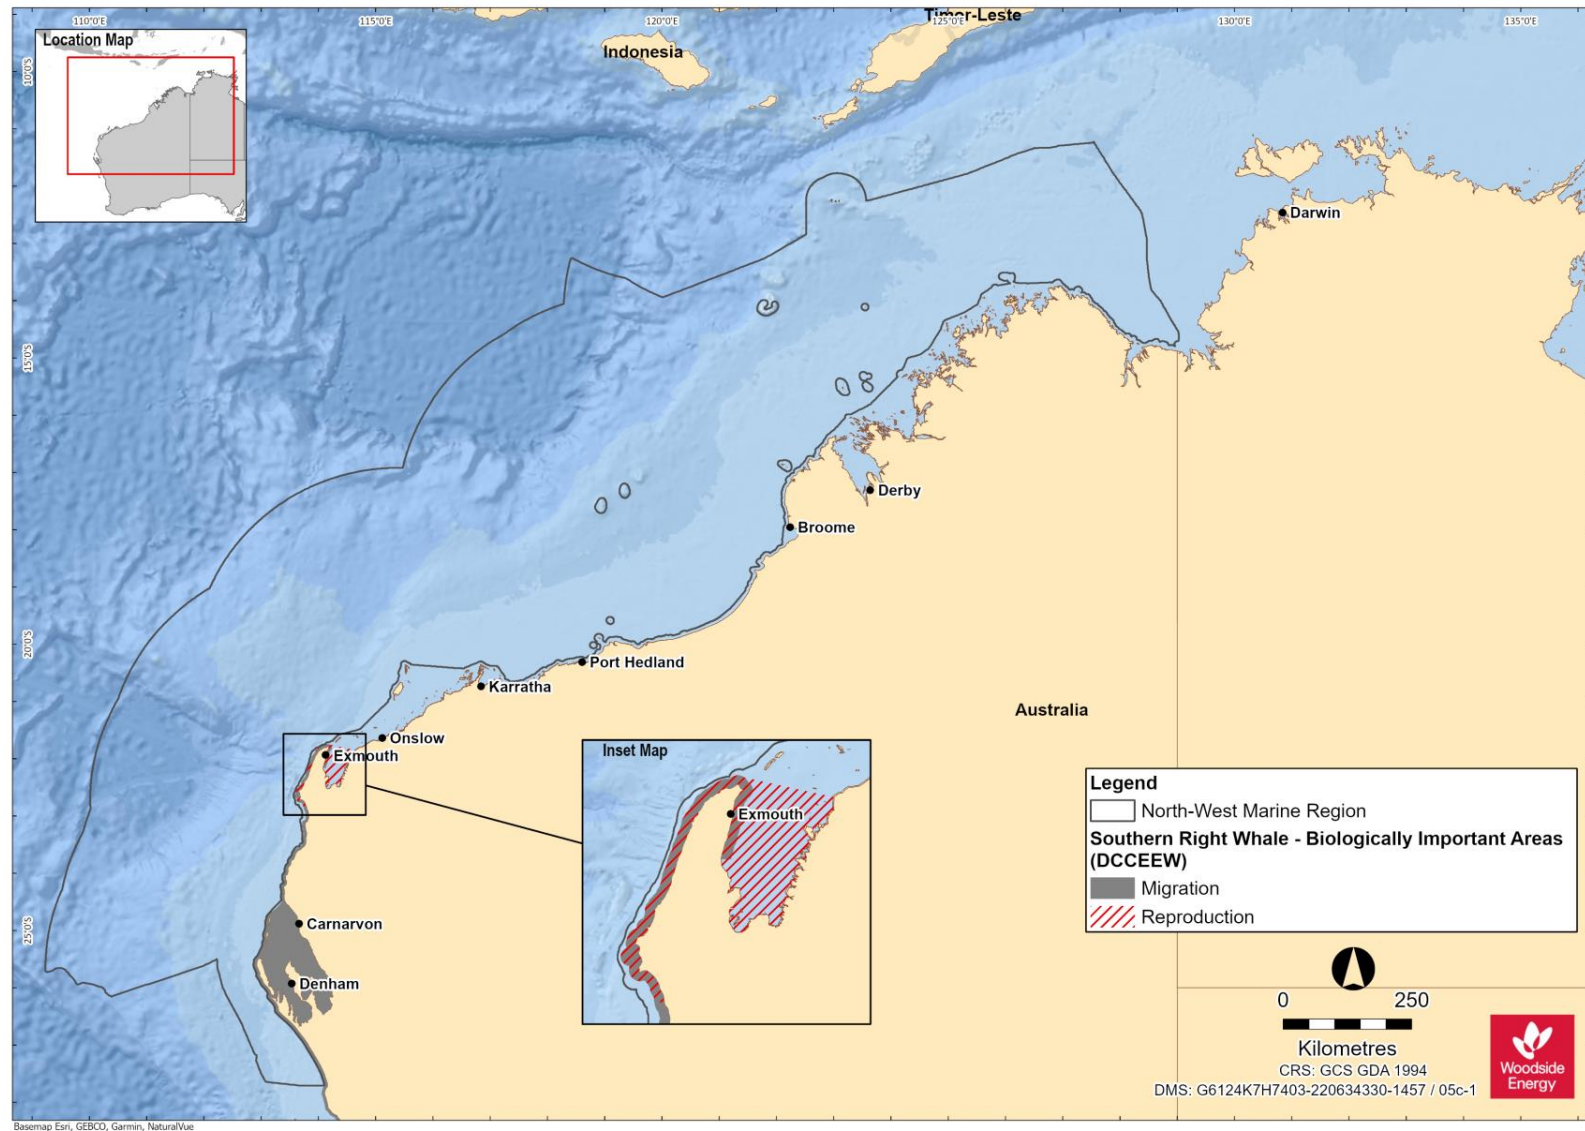 110°0'E
115°0'E
120°0'E
125°0'E
130°0'E
135°0'E
Timor-Leste
Location Map
Indonesia
10°0'S
Darwin
15°0'S
Derby
Broome
20°0'S
Port Hedland
Karratha
Australia
Onslow
Exmouth
Inset Map
Exmouth
Legend
North-West Marine Region
Southern Right Whale - Biologically Important Areas
(DCCEEW)
Migration
Reproduction
25°0'S
Carnarvon
Denham
0 250
Kilometres
CRS: GCS GDA 1994
DMS: G6124K7H7403-220634330-1457 / 05c-1
Woodside
Energy
Basemap Esri, GEBCO, Garmin, NaturalVue